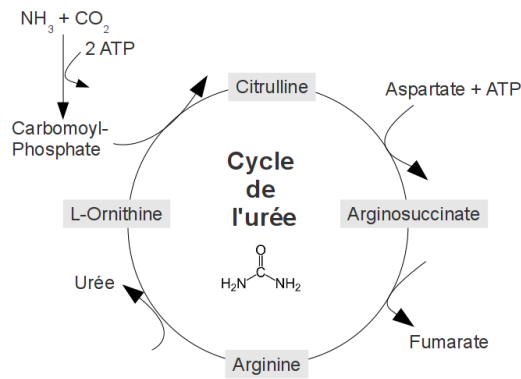 NH₃ + CO₂
2 ATP
Carbomoyl-
Phosphate
Citrulline
Aspartate + ATP
Cycle
de
l'urée
L-Ornithine
Arginosuccinate
O
H₂N
NH₂
Urée
Fumarate
Arginine